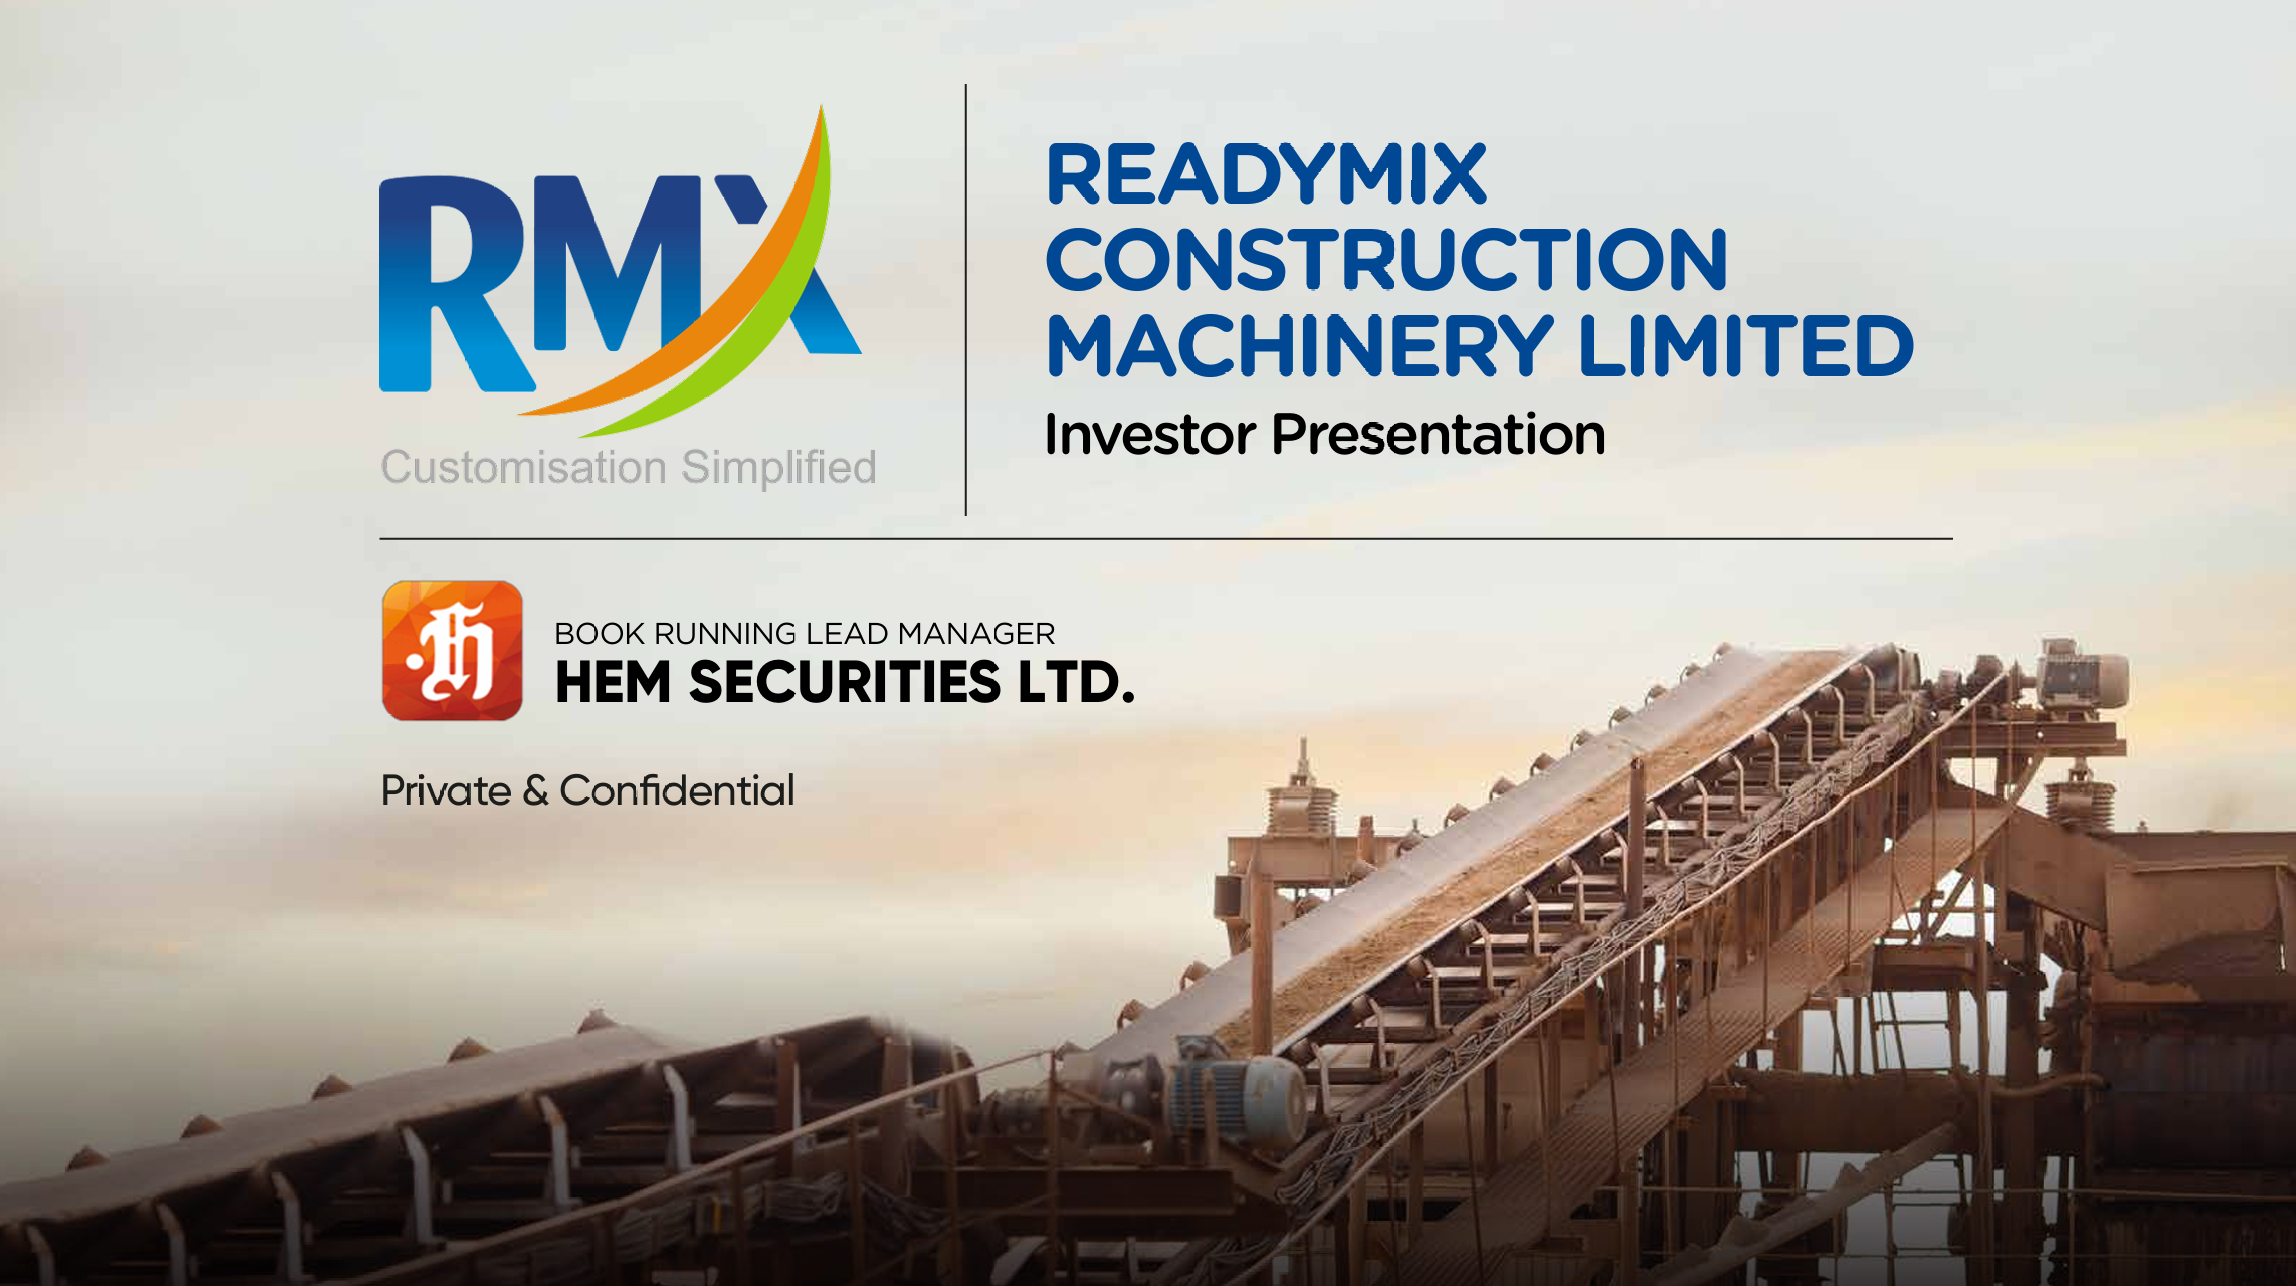 RMX
Customisation Simplified
READYMIX
CONSTRUCTION
MACHINERY LIMITED
Investor Presentation
BOOK RUNNING LEAD MANAGER
HEM SECURITIES LTD.
Private & Confidential